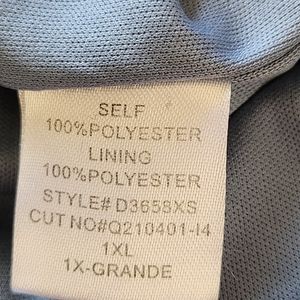 SELF
100%POLYESTER
LINING
100%POLYESTER
STYLE# D3658XS
CUT NO#Q210401-I4
1XL
1X-GRANDE